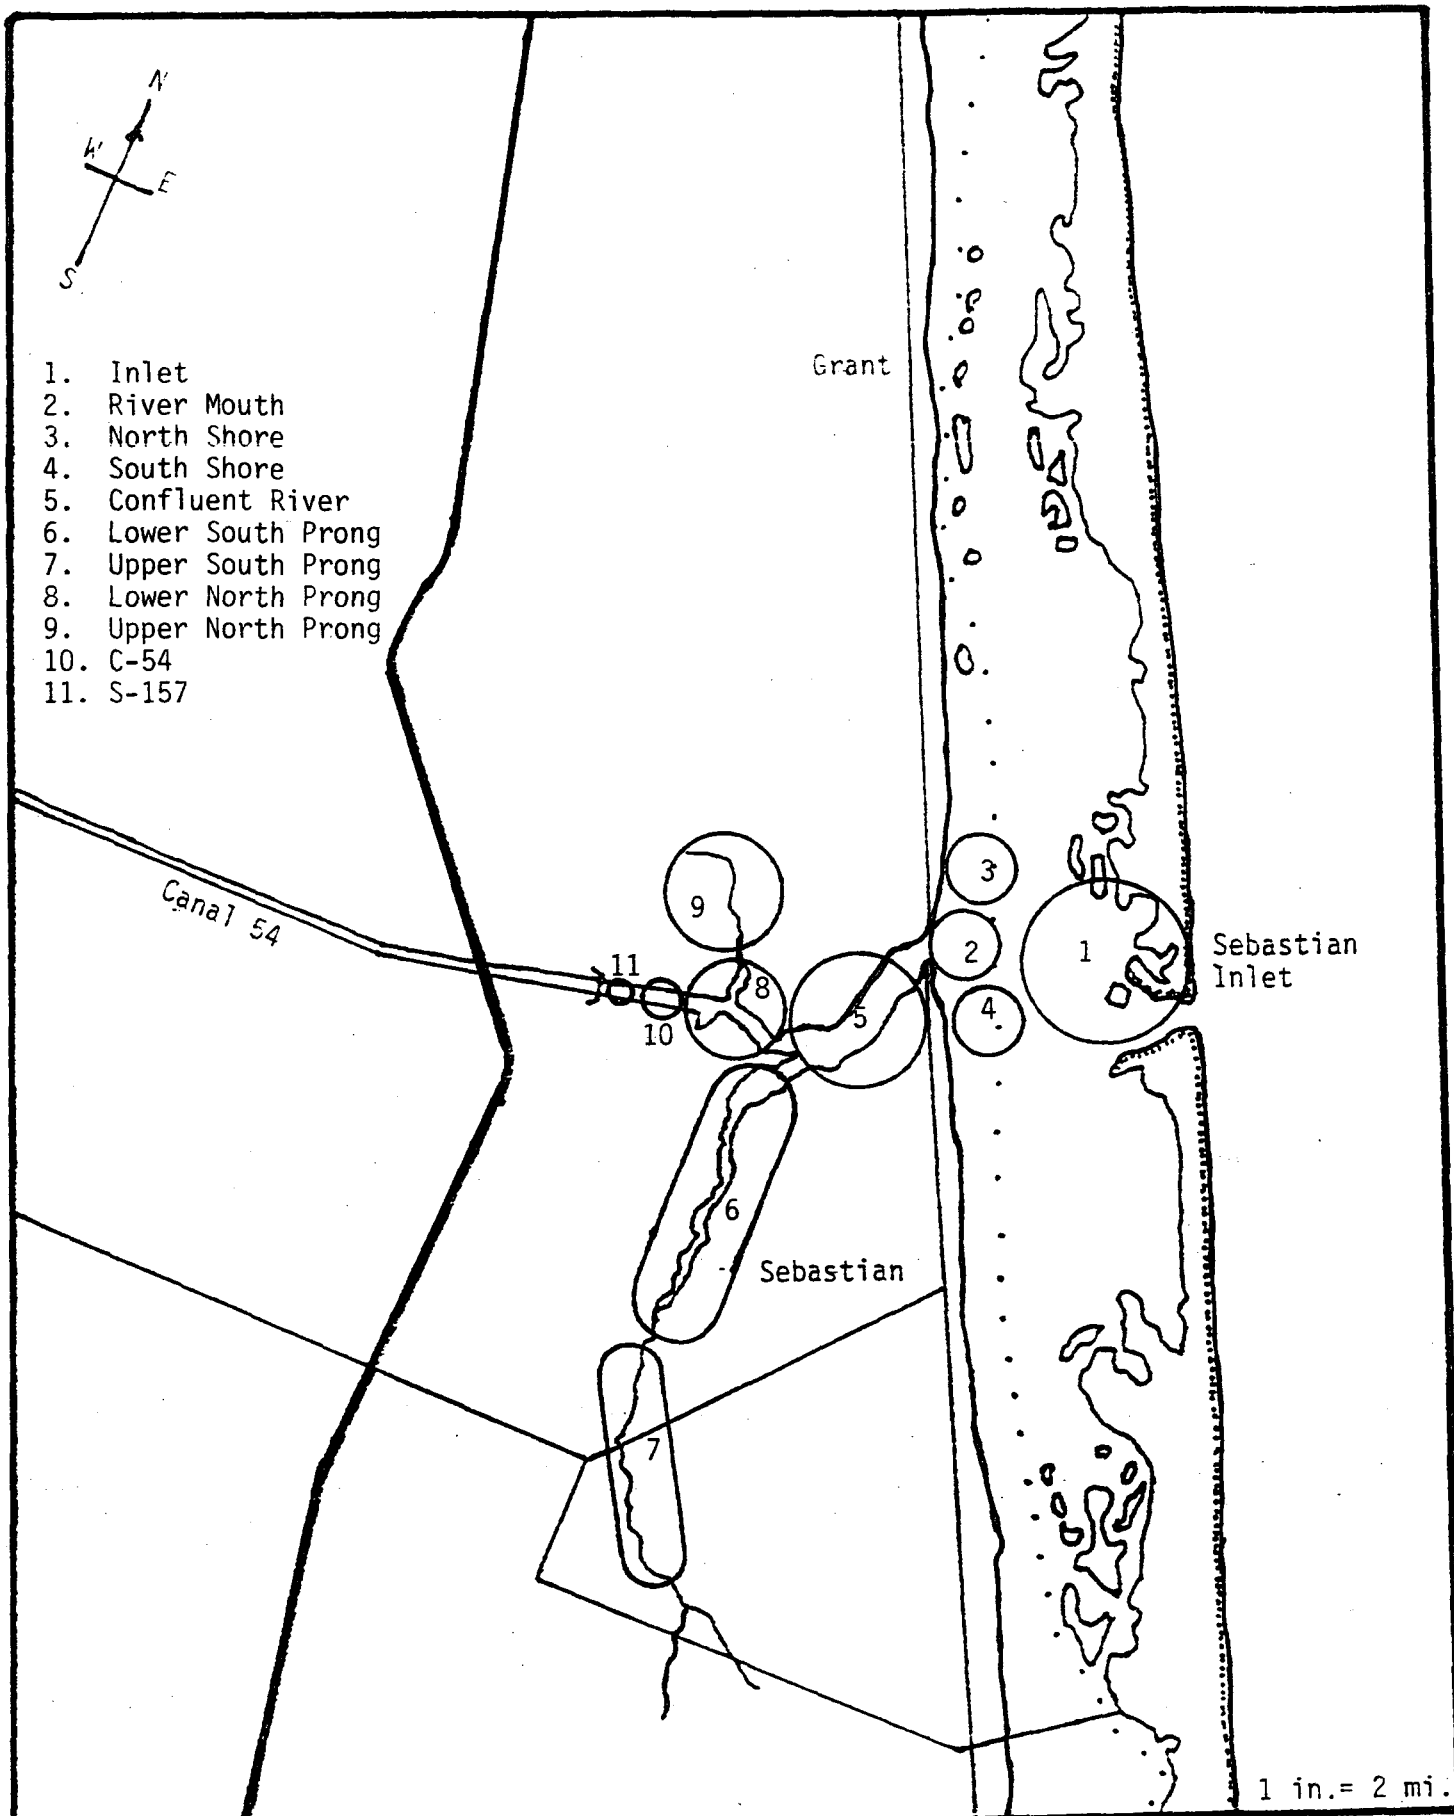 N
W
E
S
1. Inlet
2. River Mouth
3. North Shore
4. South Shore
5. Confluent River
6. Lower South Prong
7. Upper South Prong
8. Lower North Prong
9. Upper North Prong
10. C-54
11. S-157
Grant
Canal 54
3
9
2
1
Sebastian
Inlet
11
8
10
5
4
6
Sebastian
7
1 in.= 2 mi.